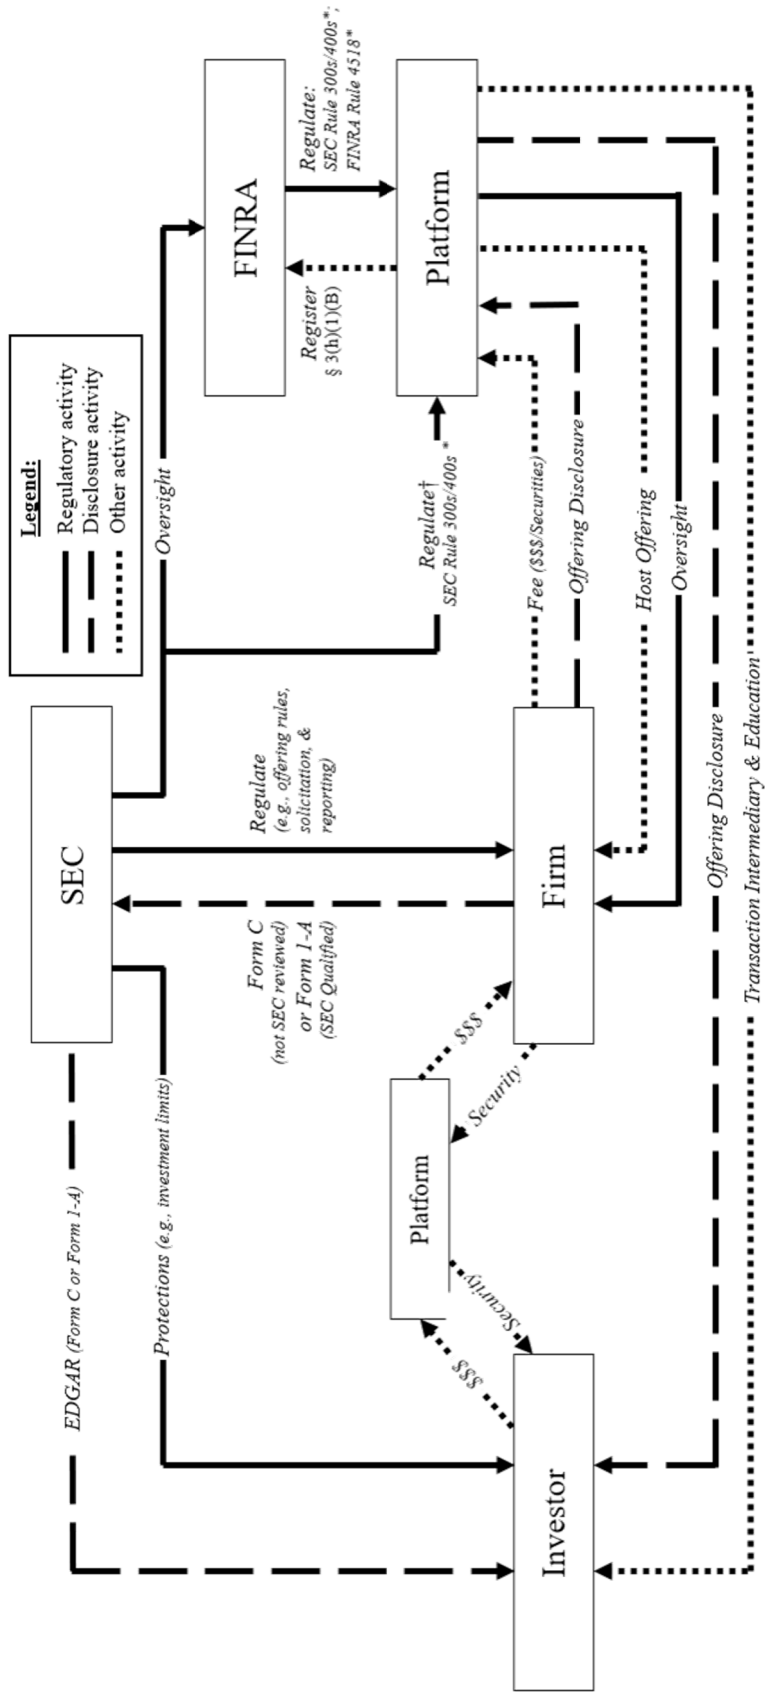 Legend:
Regulatory activity
Disclosure activity
Other activity
SEC
EDGAR (Form C or Form 1-A)
Protections (e.g., investment limits)
Oversight
FINRA
Form C
(not SEC reviewed)
or Form 1-A
(SEC Qualified)
Regulate
(e.g., offering rules,
solicitation, &
reporting)
Register
§ 3(h)(1)(B)
Regulate:
SEC Rule 300s/400s*;
FINRA Rule 4518*
Regulate†
SEC Rule 300s/400s *
Platform
Platform
$$$
Security
$$$
Security
Investor
Firm
Fee ($$$/Securities)
Offering Disclosure
Host Offering
Oversight
Offering Disclosure
Transaction Intermediary & Education'